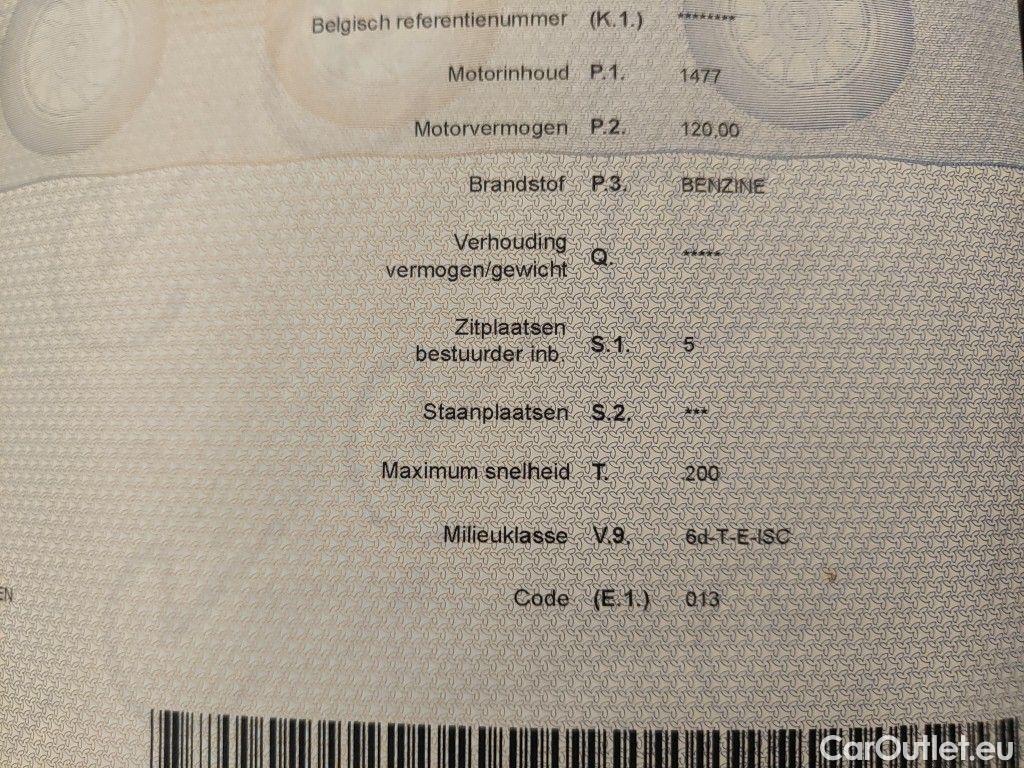 Belgisch referentienummer (K.1.) ********
Motorinhoud P.1. 1477
Motorvermogen P.2. 120,00
Brandstof P.3. BENZINE
Verhouding
vermogen/gewicht Q. *****
Zitplaatsen
bestuurder inb. S.1. 5
Staanplaatsen S.2. ***
Maximum snelheid T. 200
Milieuklasse V.9. 6d-T-E-ISC
EN
Code (E.1.) 013
CarOutlet.eu